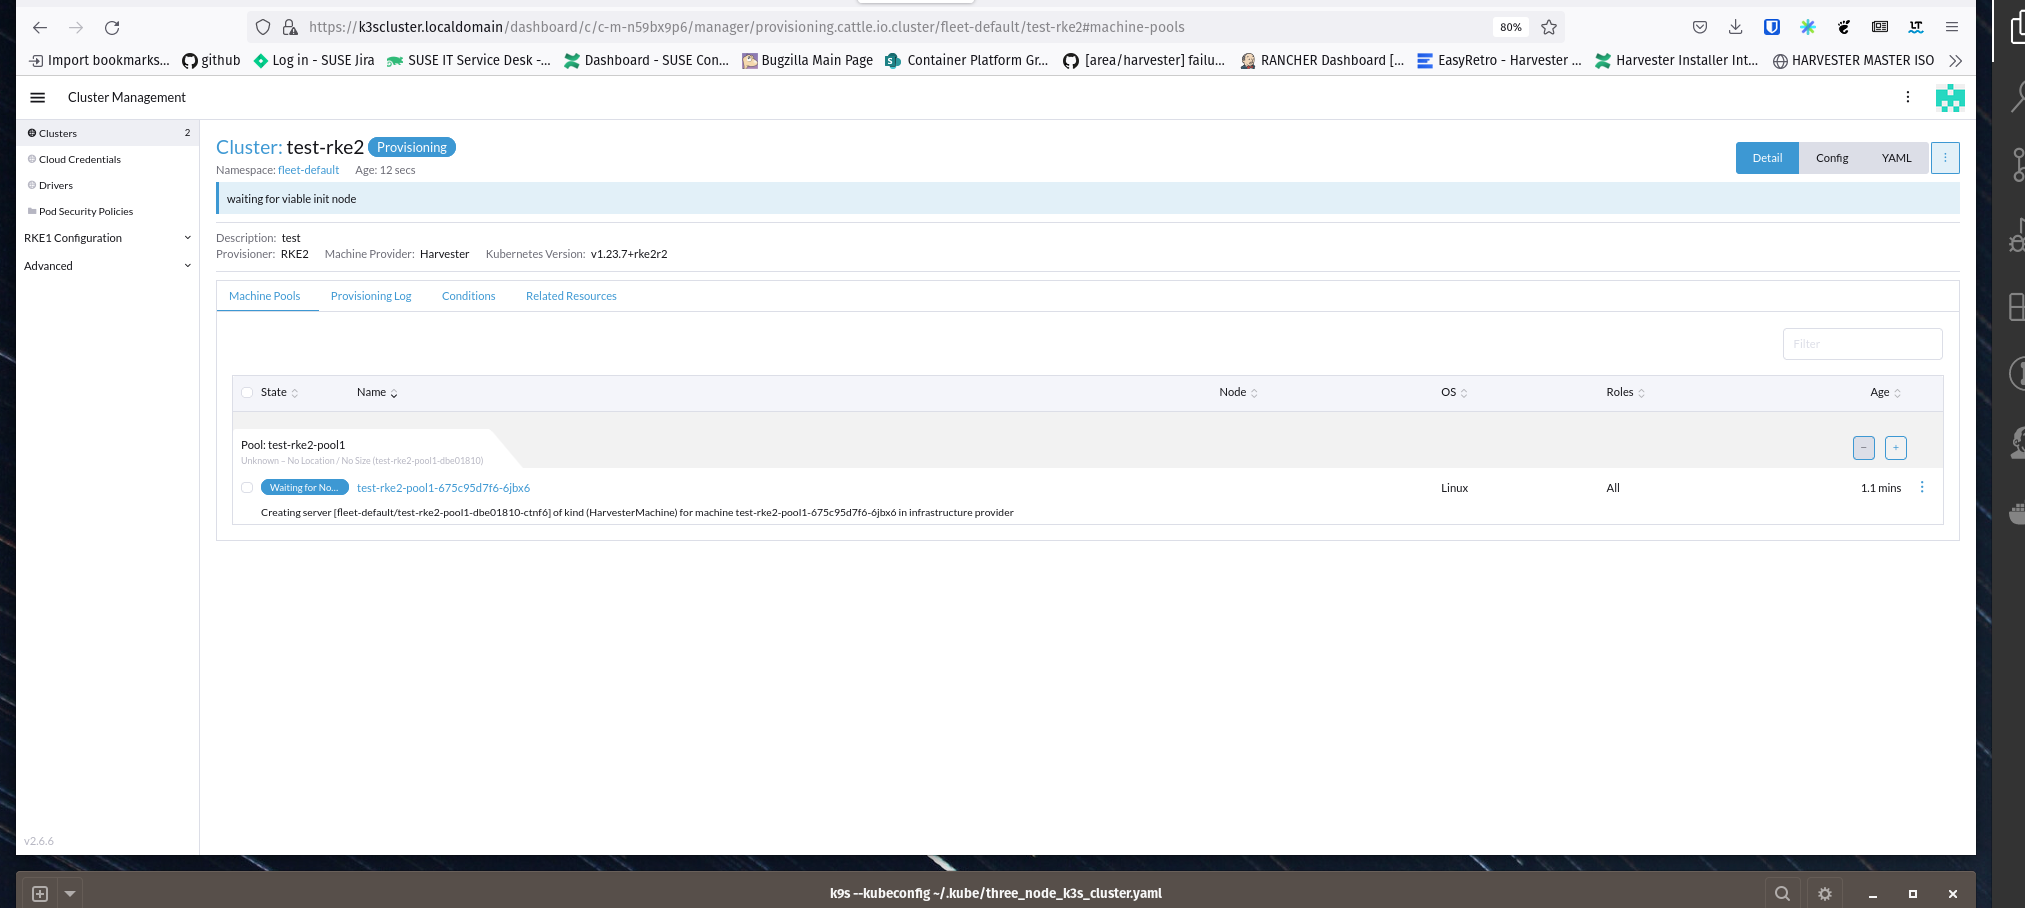 https://k3scluster.localdomain/dashboard/c/c-m-n59bx9p6/manager/provisioning.cattle.io.cluster/fleet-default/test-rke2#machine-pools 80% LT
Import bookmarks... github Log in - SUSE Jira SUSE IT Service Desk -... Dashboard - SUSE Con... Bugzilla Main Page Container Platform Gr... [area/harvester] failu... RANCHER Dashboard [... EasyRetro - Harvester ... Harvester Installer Int... HARVESTER MASTER ISO
Cluster Management
Clusters 2
Cloud Credentials
Drivers
Pod Security Policies
RKE1 Configuration
Advanced
v2.6.6
Cluster: test-rke2 Provisioning
Namespace: fleet-default Age: 12 secs
Detail Config YAML
waiting for viable init node
Description: test
Provisioner: RKE2 Machine Provider: Harvester Kubernetes Version: v1.23.7+rke2r2
Machine Pools Provisioning Log Conditions Related Resources
Filter
State Name Node OS Roles Age
Pool: test-rke2-pool1
Unknown – No Location / No Size (test-rke2-pool1-dbe01810)
Waiting for No... test-rke2-pool1-675c95d7f6-6jbx6 Linux All 1.1 mins
Creating server [fleet-default/test-rke2-pool1-dbe01810-ctnf6] of kind (HarvesterMachine) for machine test-rke2-pool1-675c95d7f6-6jbx6 in infrastructure provider
k9s --kubeconfig ~/.kube/three_node_k3s_cluster.yaml